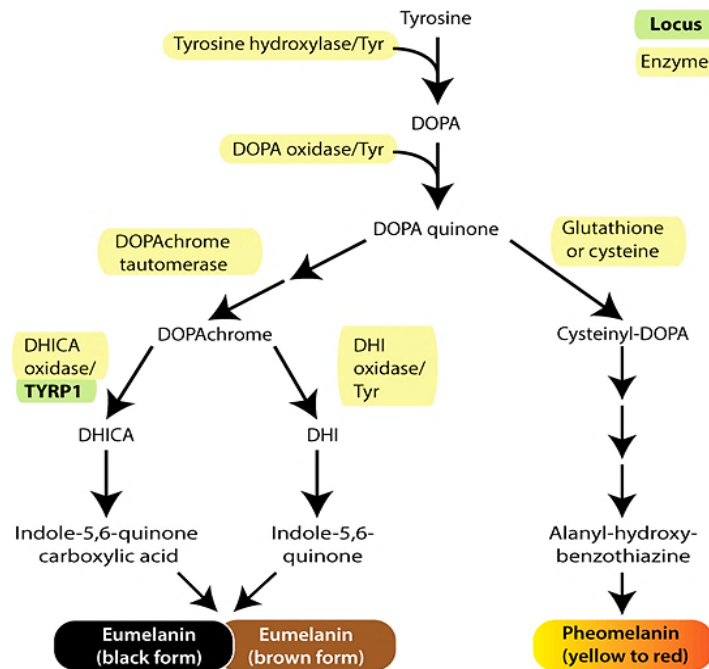 Tyrosine
Locus
Tyrosine hydroxylase/Tyr
Enzyme
DOPA
DOPA oxidase/Tyr
DOPA quinone
Glutathione
or cysteine
DOPAchrome
tautomerase
DOPAchrome
Cysteinyl-DOPA
DHICA
oxidase/
TYRP1
DHI
oxidase/
Tyr
DHICA
DHI
Indole-5,6-quinone
carboxylic acid
Indole-5,6-
quinone
Alanyl-hydroxy-
benzothiazine
Eumelanin
(black form)
Eumelanin
(brown form)
Pheomelanin
(yellow to red)